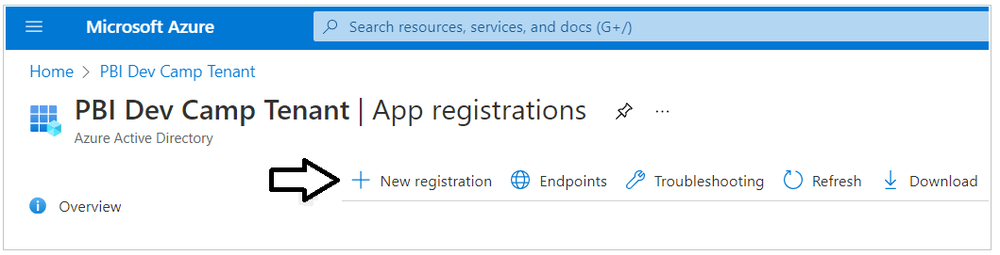 Microsoft Azure
Search resources, services, and docs (G+/)
Home > PBI Dev Camp Tenant
PBI Dev Camp Tenant | App registrations ...
Azure Active Directory
+ New registration Endpoints Troubleshooting Refresh Download
i Overview